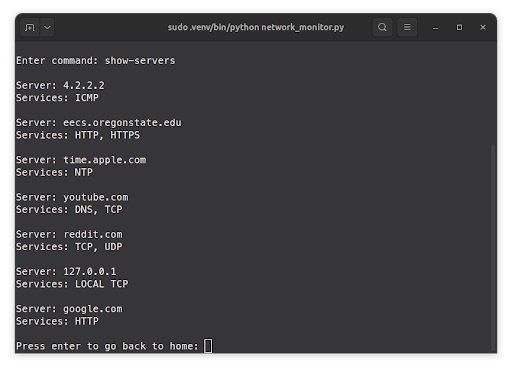 sudo .venv/bin/python network_monitor.py
Enter command: show-servers
Server: 4.2.2.2
Services: ICMP
Server: eecs.oregonstate.edu
Services: HTTP, HTTPS
Server: time.apple.com
Services: NTP
Server: youtube.com
Services: DNS, TCP
Server: reddit.com
Services: TCP, UDP
Server: 127.0.0.1
Services: LOCAL TCP
Server: google.com
Services: HTTP
Press enter to go back to home: